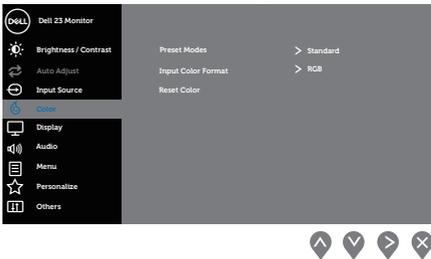 DELL Dell 23 Monitor
Brightness / Contrast Preset Modes > Standard
Auto Adjust Input Color Format > RGB
Input Source Reset Color
Color
Display
Audio
Menu
Personalize
Others